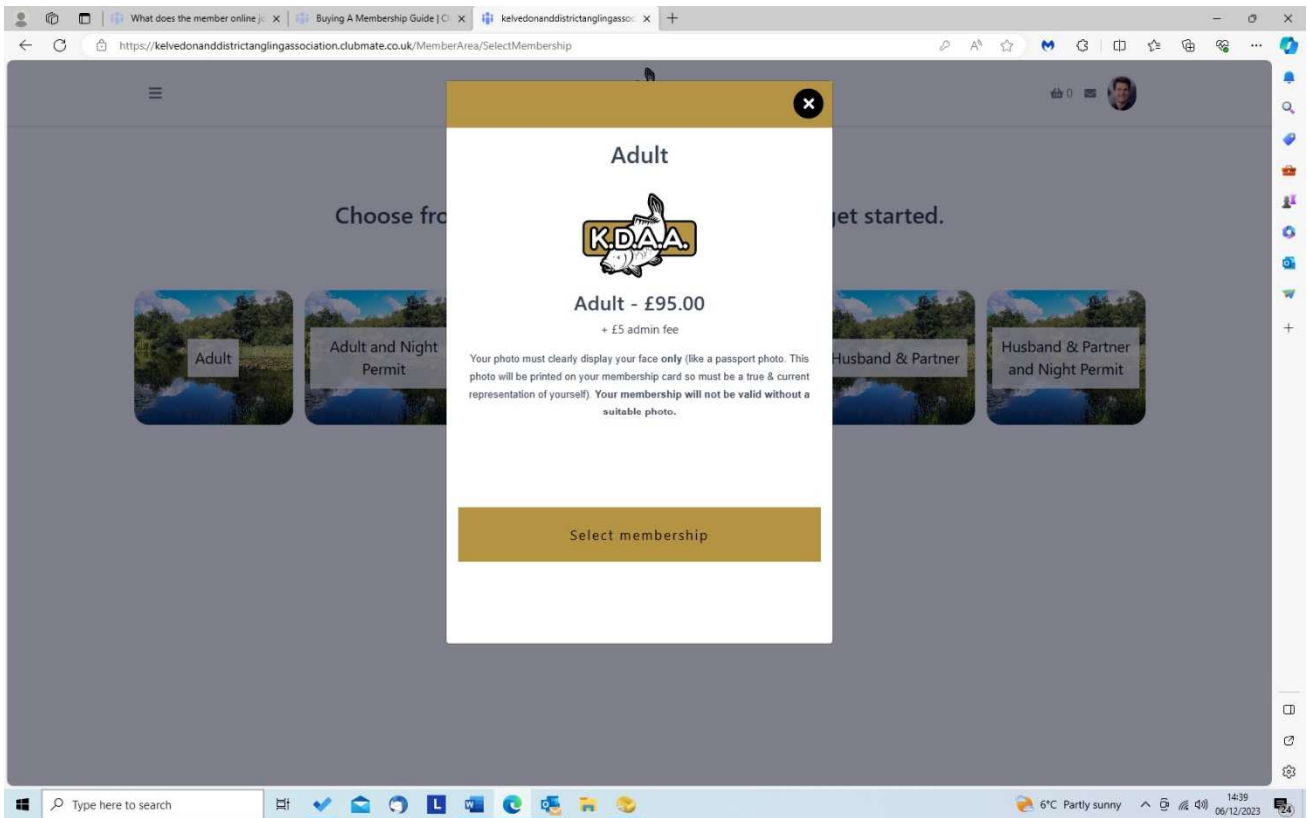 What does the member online jo
Buying A Membership Guide | Cl
kelvedonanddistrictanglingassoc
https://kelvedonanddistrictanglingassociation.clubmate.co.uk/MemberArea/SelectMembership
0
Adult
K.D.A.A.
Choose fro
get started.
Adult - £95.00
+ £5 admin fee
Your photo must clearly display your face only (like a passport photo. This
photo will be printed on your membership card so must be a true & current
representation of yourself). Your membership will not be valid without a
suitable photo.
Adult
Adult and Night
Permit
Husband & Partner
Husband & Partner
and Night Permit
Select membership
Type here to search
6°C Partly sunny
14:39
06/12/2023
24